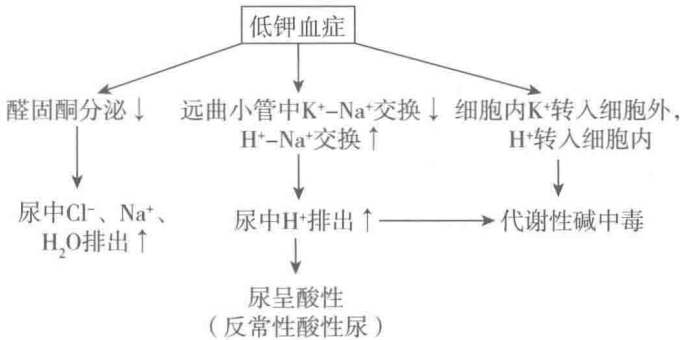 低钾血症
醛固酮分泌↓
远曲小管中K⁺–Na⁺交换↓
H⁺–Na⁺交换↑
细胞内K⁺转入细胞外，
H⁺转入细胞内
尿中Cl⁻、Na⁺、
H₂O排出↑
尿中H⁺排出↑
代谢性碱中毒
尿呈酸性
（反常性酸性尿）